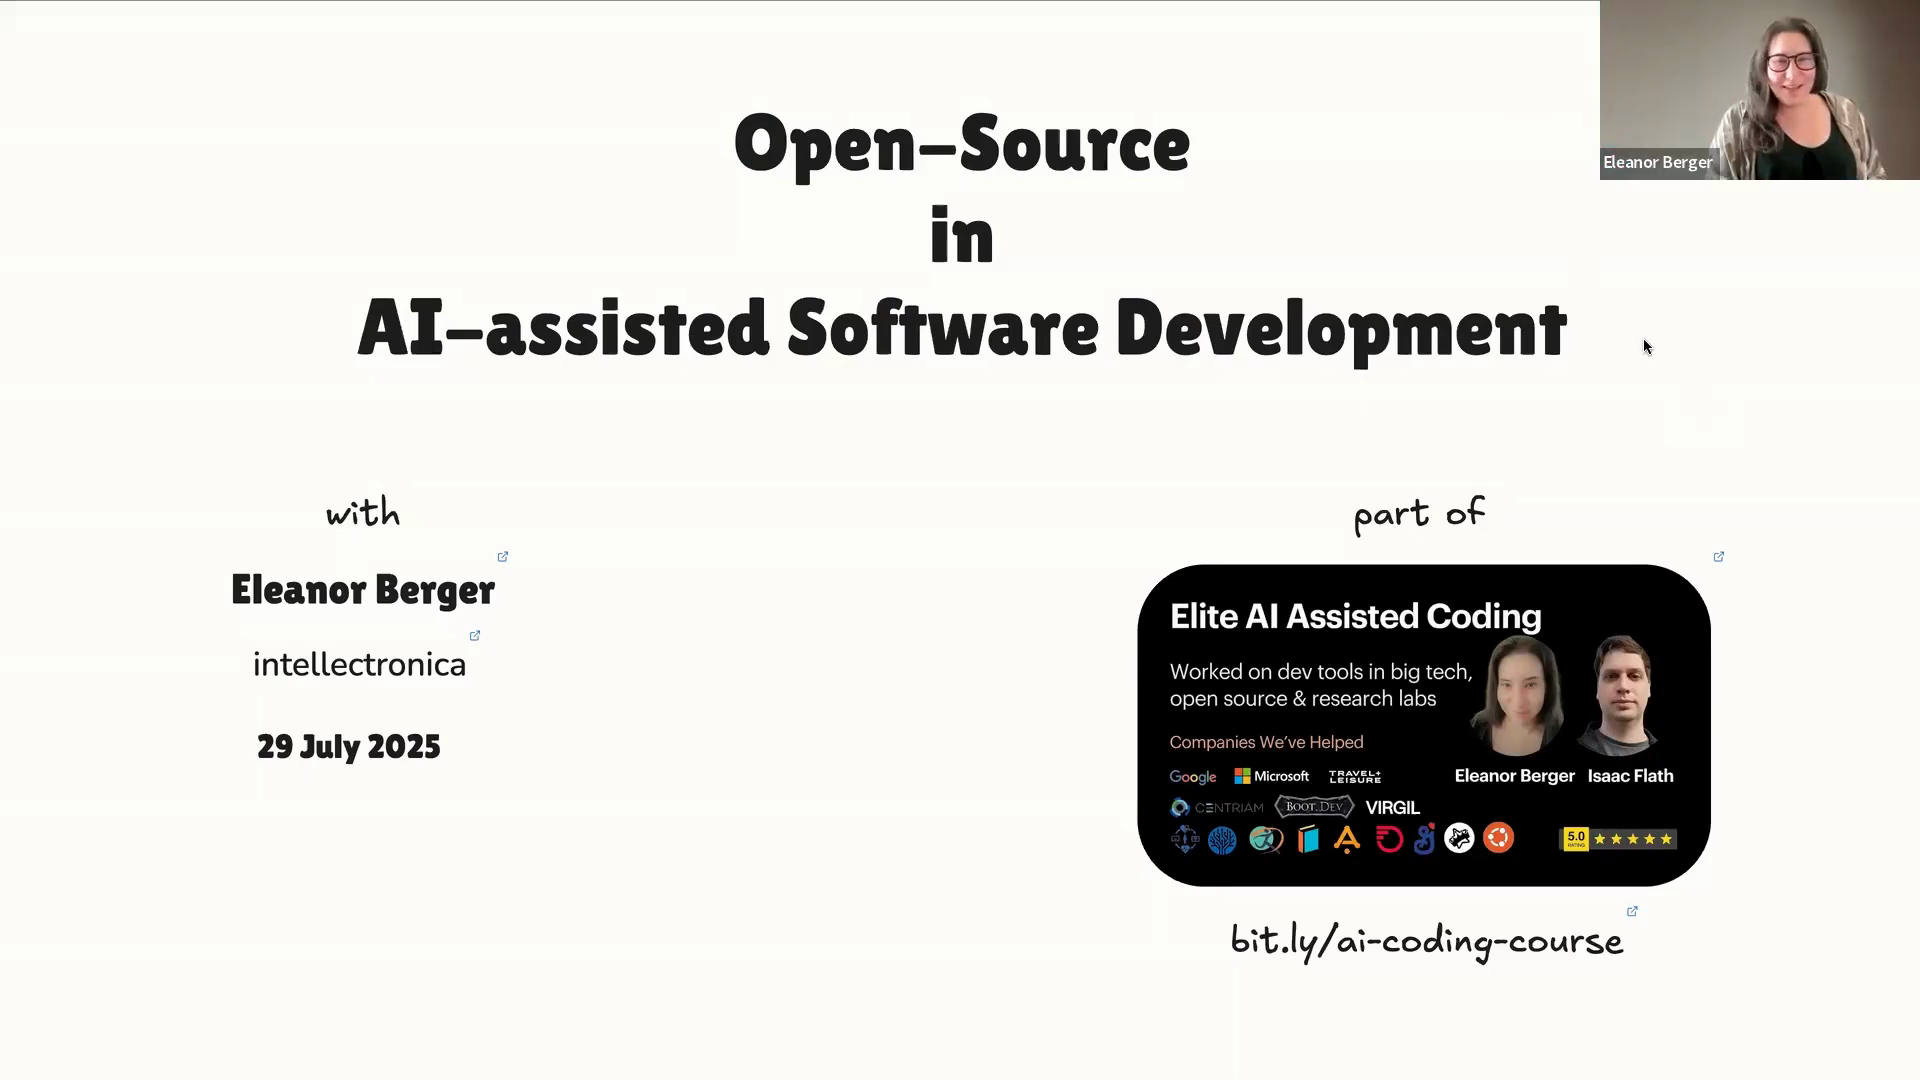 Open-Source
in
AI-assisted Software Development
Eleanor Berger
with
Eleanor Berger
intellectronica
29 July 2025
part of
Elite AI Assisted Coding
Worked on dev tools in big tech,
open source & research labs
Companies We've Helped
Google Microsoft TRAVEL+ LEISURE
CENTRIAM BOOT.DEV VIRGIL
Eleanor Berger Isaac Flath
5.0
RATING
bit.ly/ai-coding-course